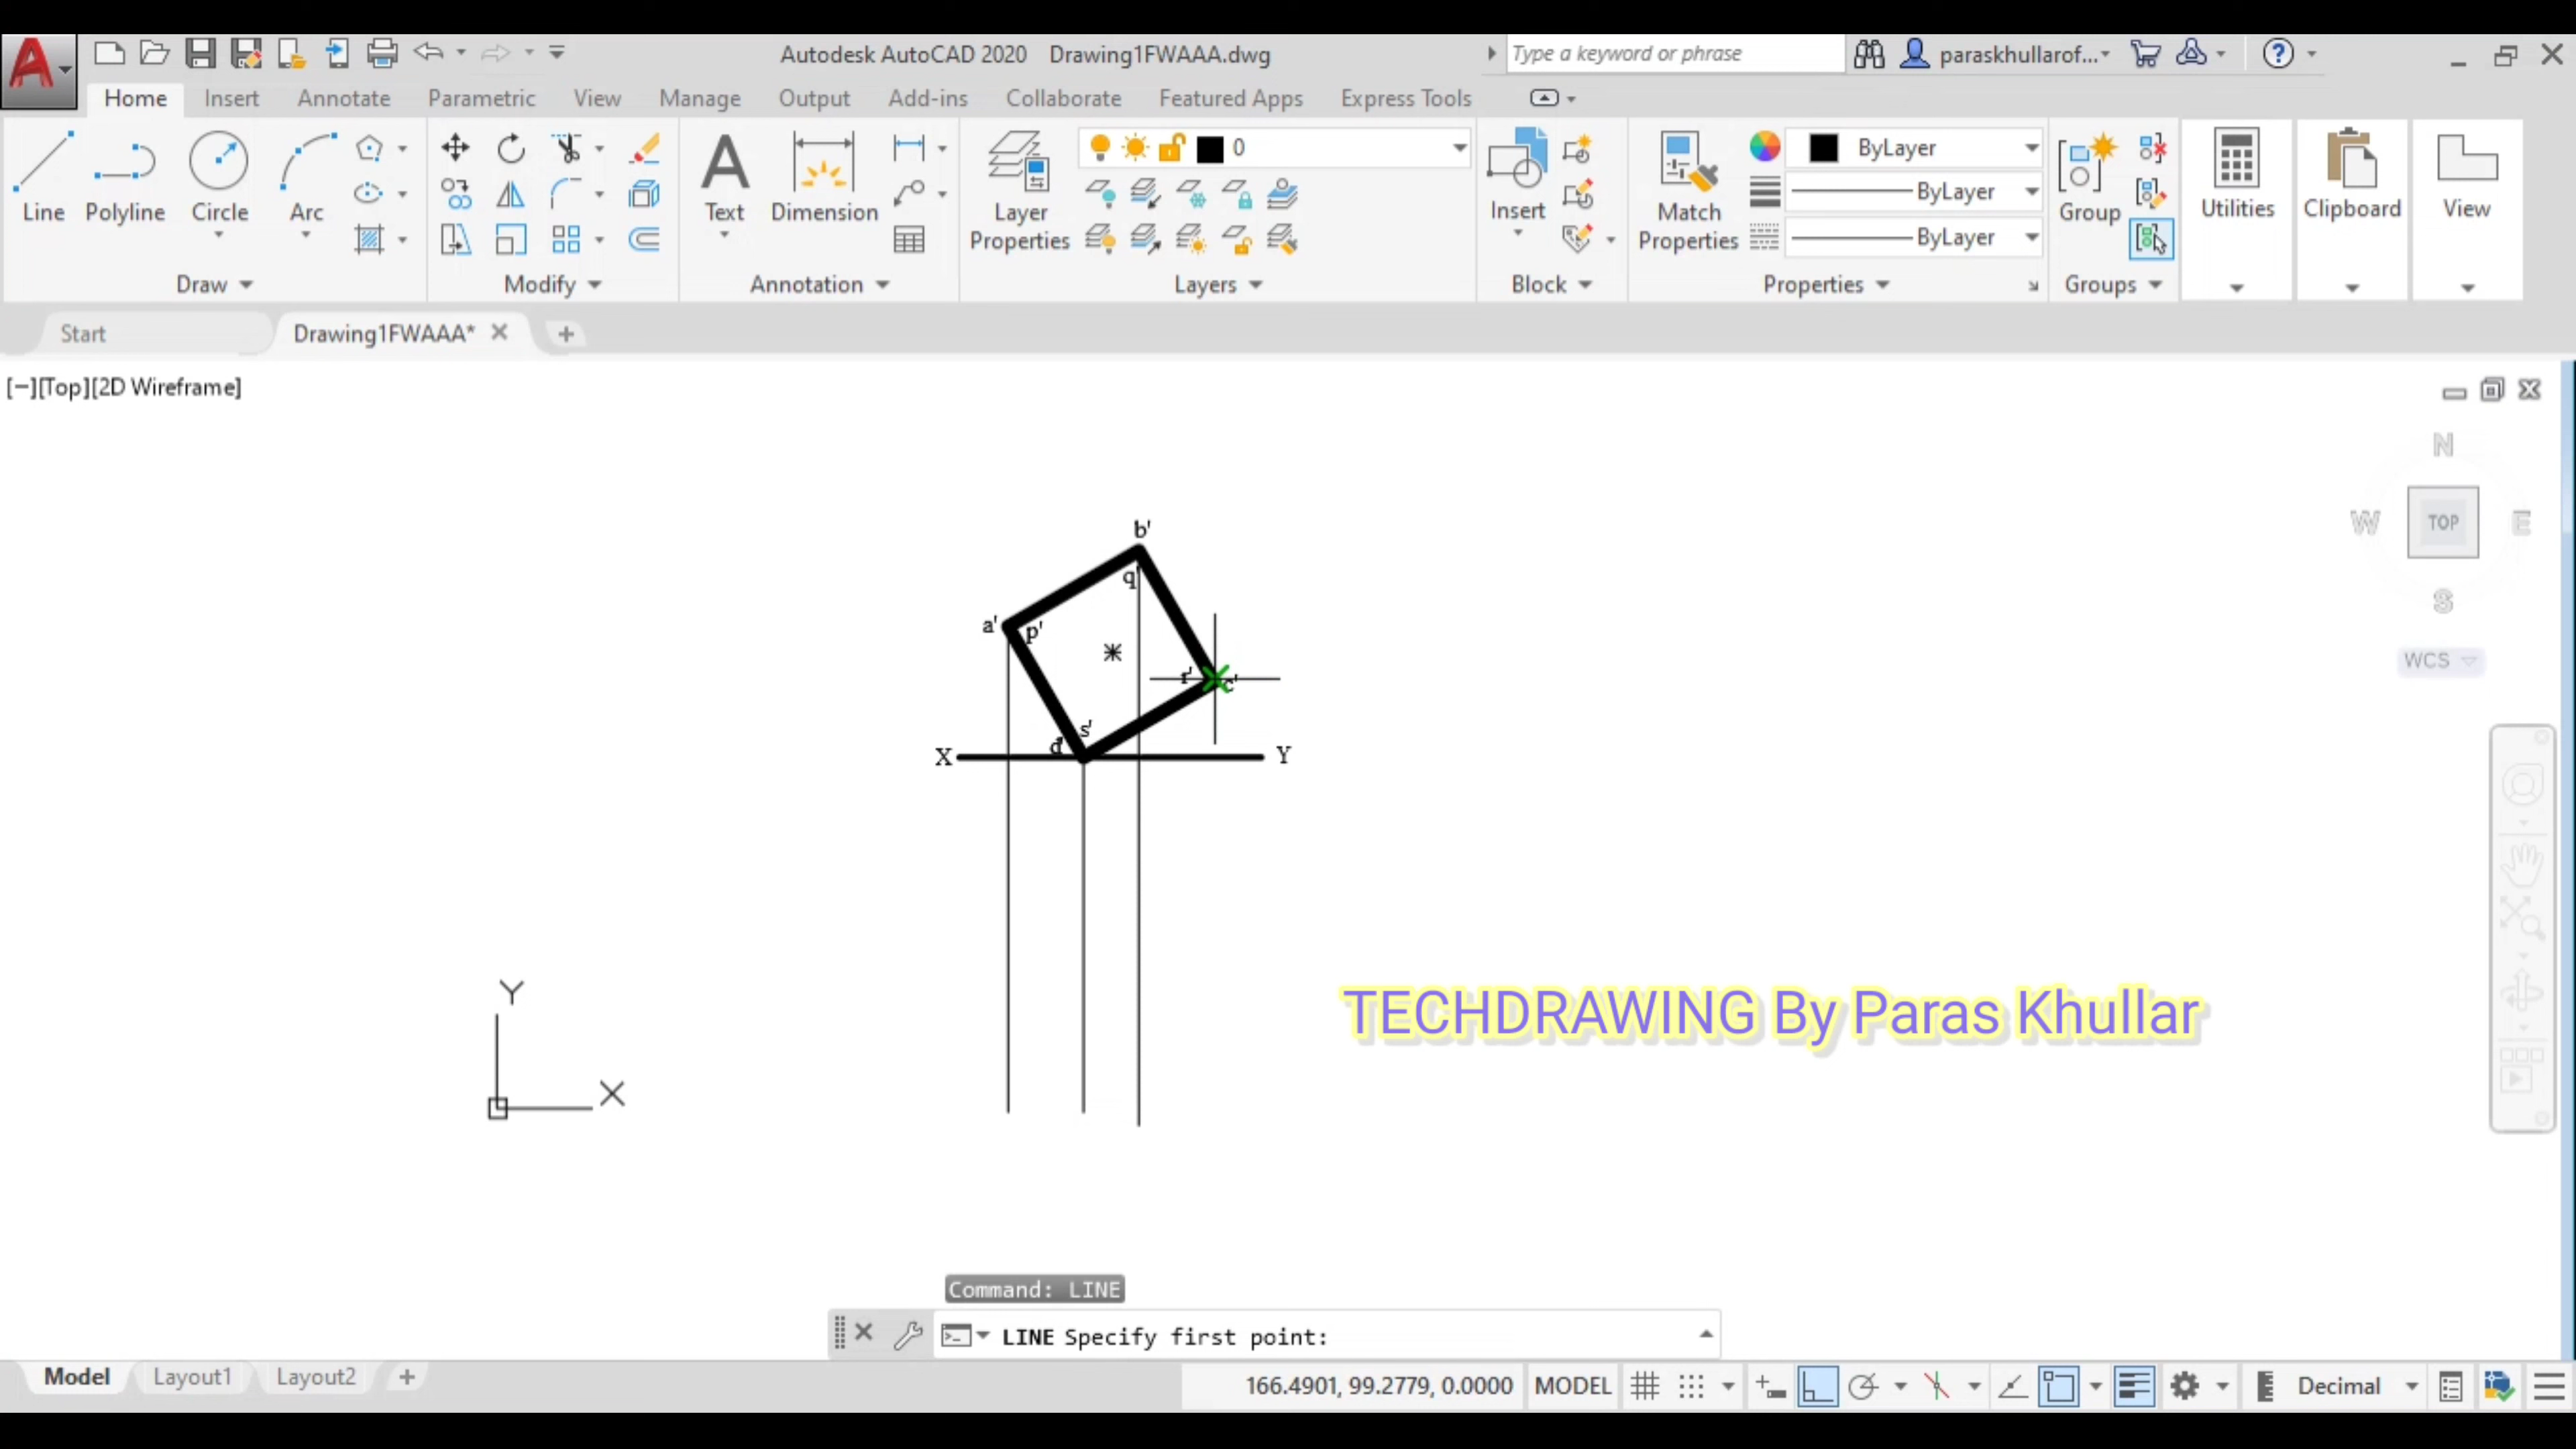 Autodesk AutoCAD 2020 Drawing1FWAAA.dwg
Type a keyword or phrase
paraskhullarof...
Home Insert Annotate Parametric View Manage Output Add-ins Collaborate Featured Apps Express Tools
0
ByLayer
ByLayer
ByLayer
Line Polyline Circle Arc
Text Dimension
Layer Properties
Insert
Match Properties
Group
Utilities Clipboard View
Draw Modify Annotation Layers Block Properties Groups
Start Drawing1FWAAA*
[−][Top][2D Wireframe]
N
W TOP E
S
WCS
b'
q'
a' p'
r' c'
s'
d'
X Y
TECHDRAWING By Paras Khullar
Y
X
Command: LINE
LINE Specify first point:
Model Layout1 Layout2
166.4901, 99.2779, 0.0000 MODEL Decimal